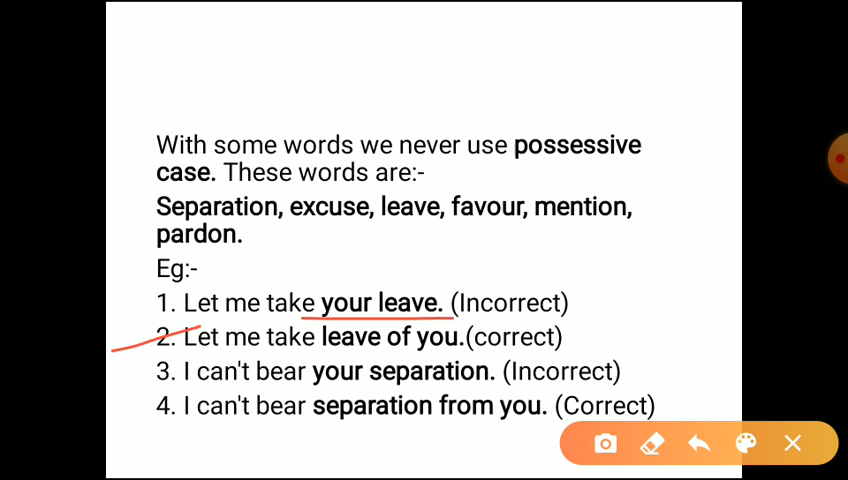 With some words we never use possessive
case. These words are:-
Separation, excuse, leave, favour, mention,
pardon.
Eg:-
1. Let me take your leave. (Incorrect)
2. Let me take leave of you.(correct)
3. I can't bear your separation. (Incorrect)
4. I can't bear separation from you. (Correct)